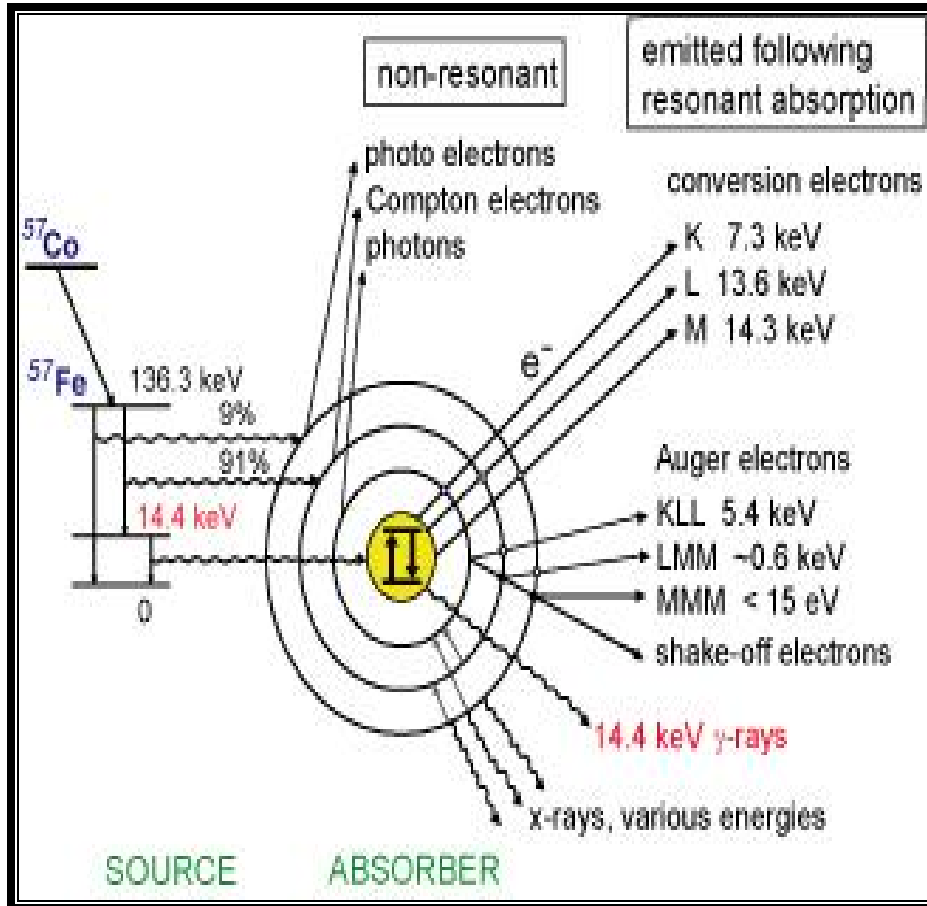 non-resonant
emitted following
resonant absorption
photo electrons
Compton electrons
photons
conversion electrons
K 7.3 keV
L 13.6 keV
M 14.3 keV
e⁻
⁵⁷Co
⁵⁷Fe
136.3 keV
9%
91%
14.4 keV
0
Auger electrons
KLL 5.4 keV
LMM ~0.6 keV
MMM < 15 eV
shake-off electrons
14.4 keV γ-rays
x-rays, various energies
SOURCE
ABSORBER